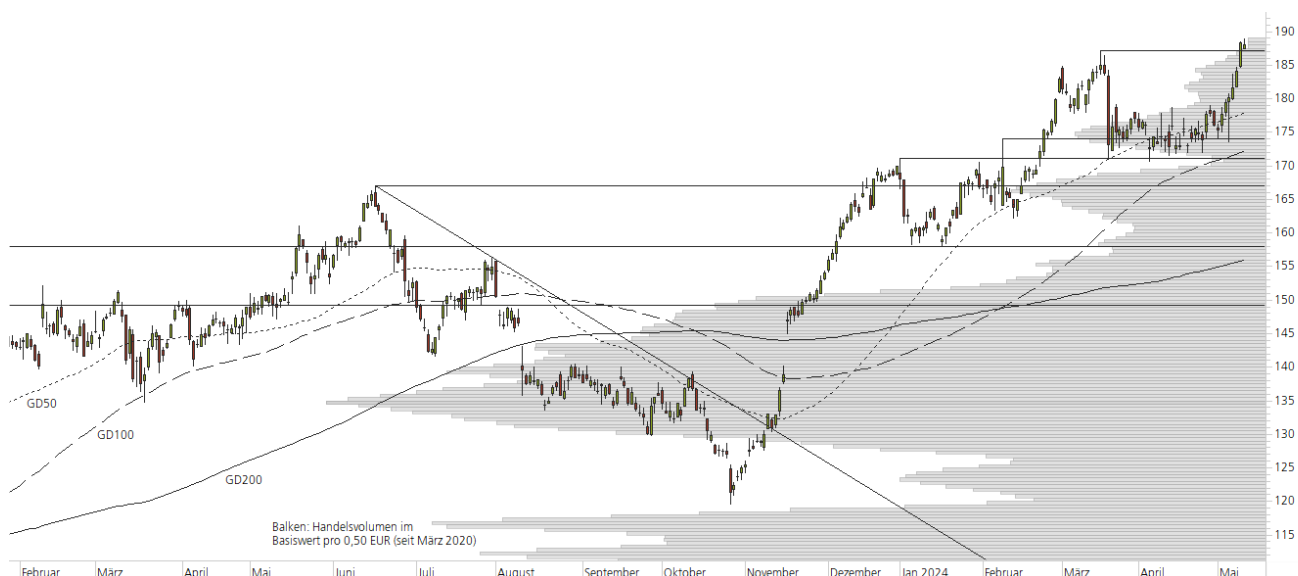 190
185
180
175
170
165
160
155
150
145
140
135
130
125
120
115
GD50
GD100
GD200
Balken: Handelsvolumen im
Basiswert pro 0,50 EUR (seit März 2020)
Februar März April Mai Juni Juli August September Oktober November Dezember Jan 2024 Februar März April Mai